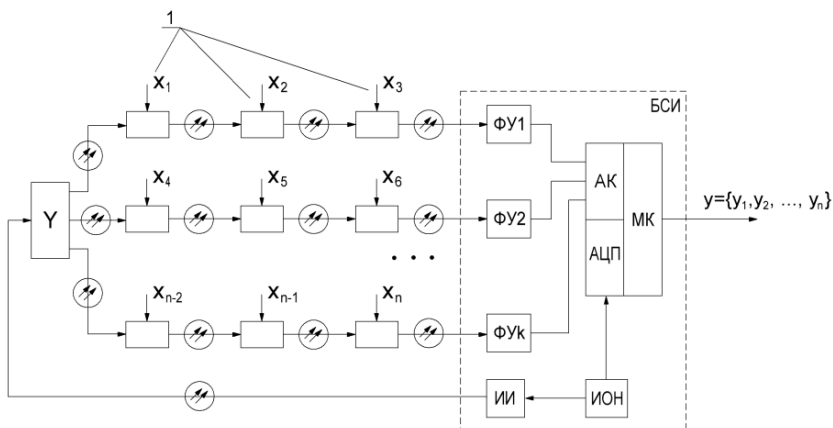 1
x₁ x₂ x₃
БСИ
ФУ1
x₄ x₅ x₆
АК
Y
ФУ2
МК
y={y₁,y₂, ..., yₙ}
АЦП
. . .
xₙ₋₂ xₙ₋₁ xₙ
ФУk
ИИ ИОН